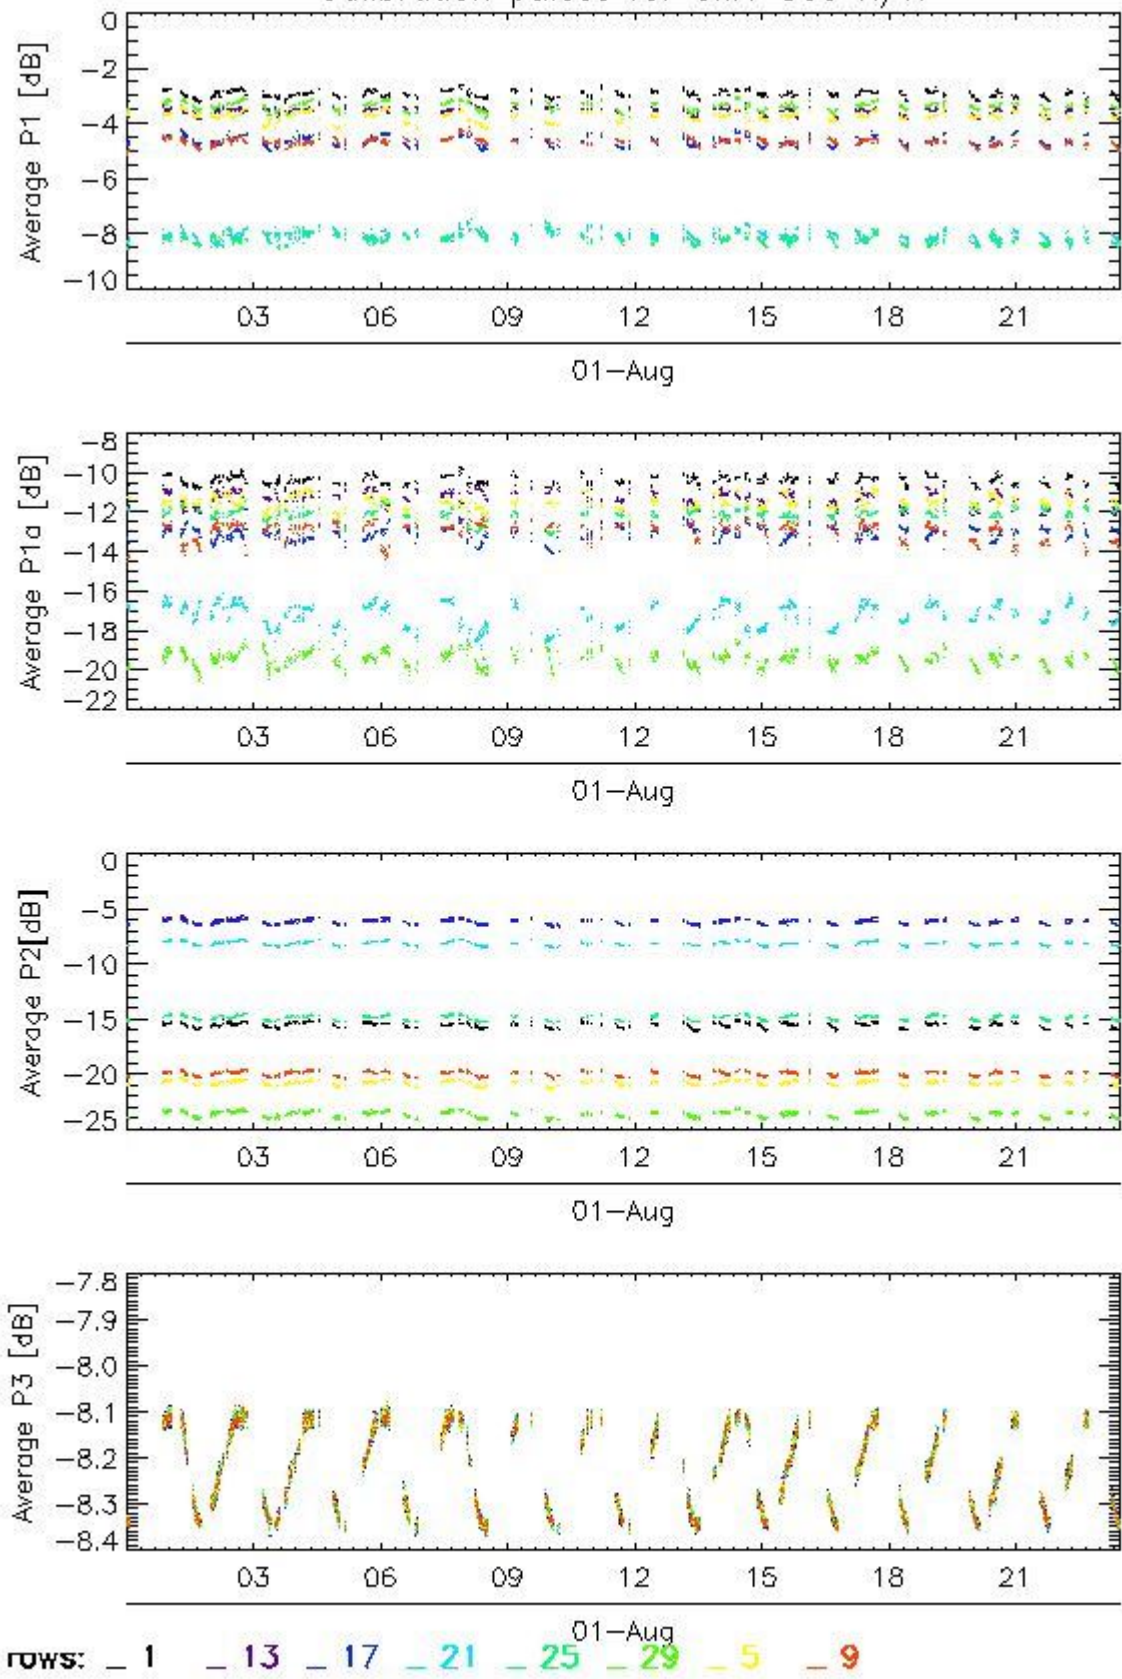 0
-2
-4
-6
-8
-10
Average P1 [dB]
03 06 09 12 15 18 21
01-Aug
-8
-10
-12
-14
-16
-18
-20
-22
Average P1a [dB]
03 06 09 12 15 18 21
01-Aug
0
-5
-10
-15
-20
-25
Average P2[dB]
03 06 09 12 15 18 21
01-Aug
-7.8
-7.9
-8.0
-8.1
-8.2
-8.3
-8.4
Average P3 [dB]
03 06 09 12 15 18 21
01-Aug
rows: _ 1 _ 13 _ 17 _ 21 _ 25 _ 29 _ 5 _ 9